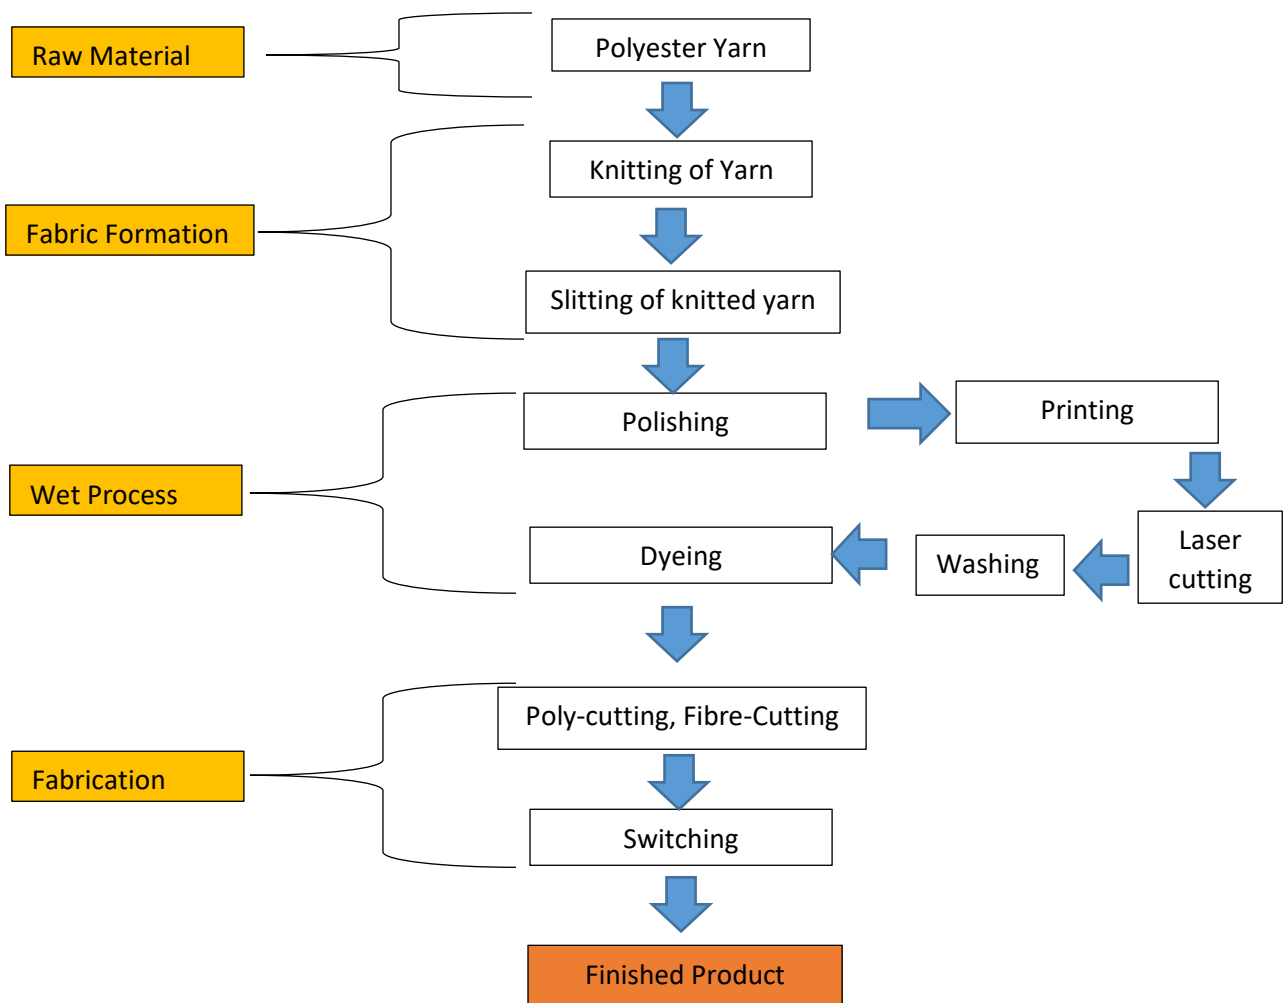 Raw Material
Polyester Yarn
Knitting of Yarn
Fabric Formation
Slitting of knitted yarn
Polishing
Printing
Wet Process
Dyeing
Washing
Laser
cutting
Poly-cutting, Fibre-Cutting
Fabrication
Switching
Finished Product